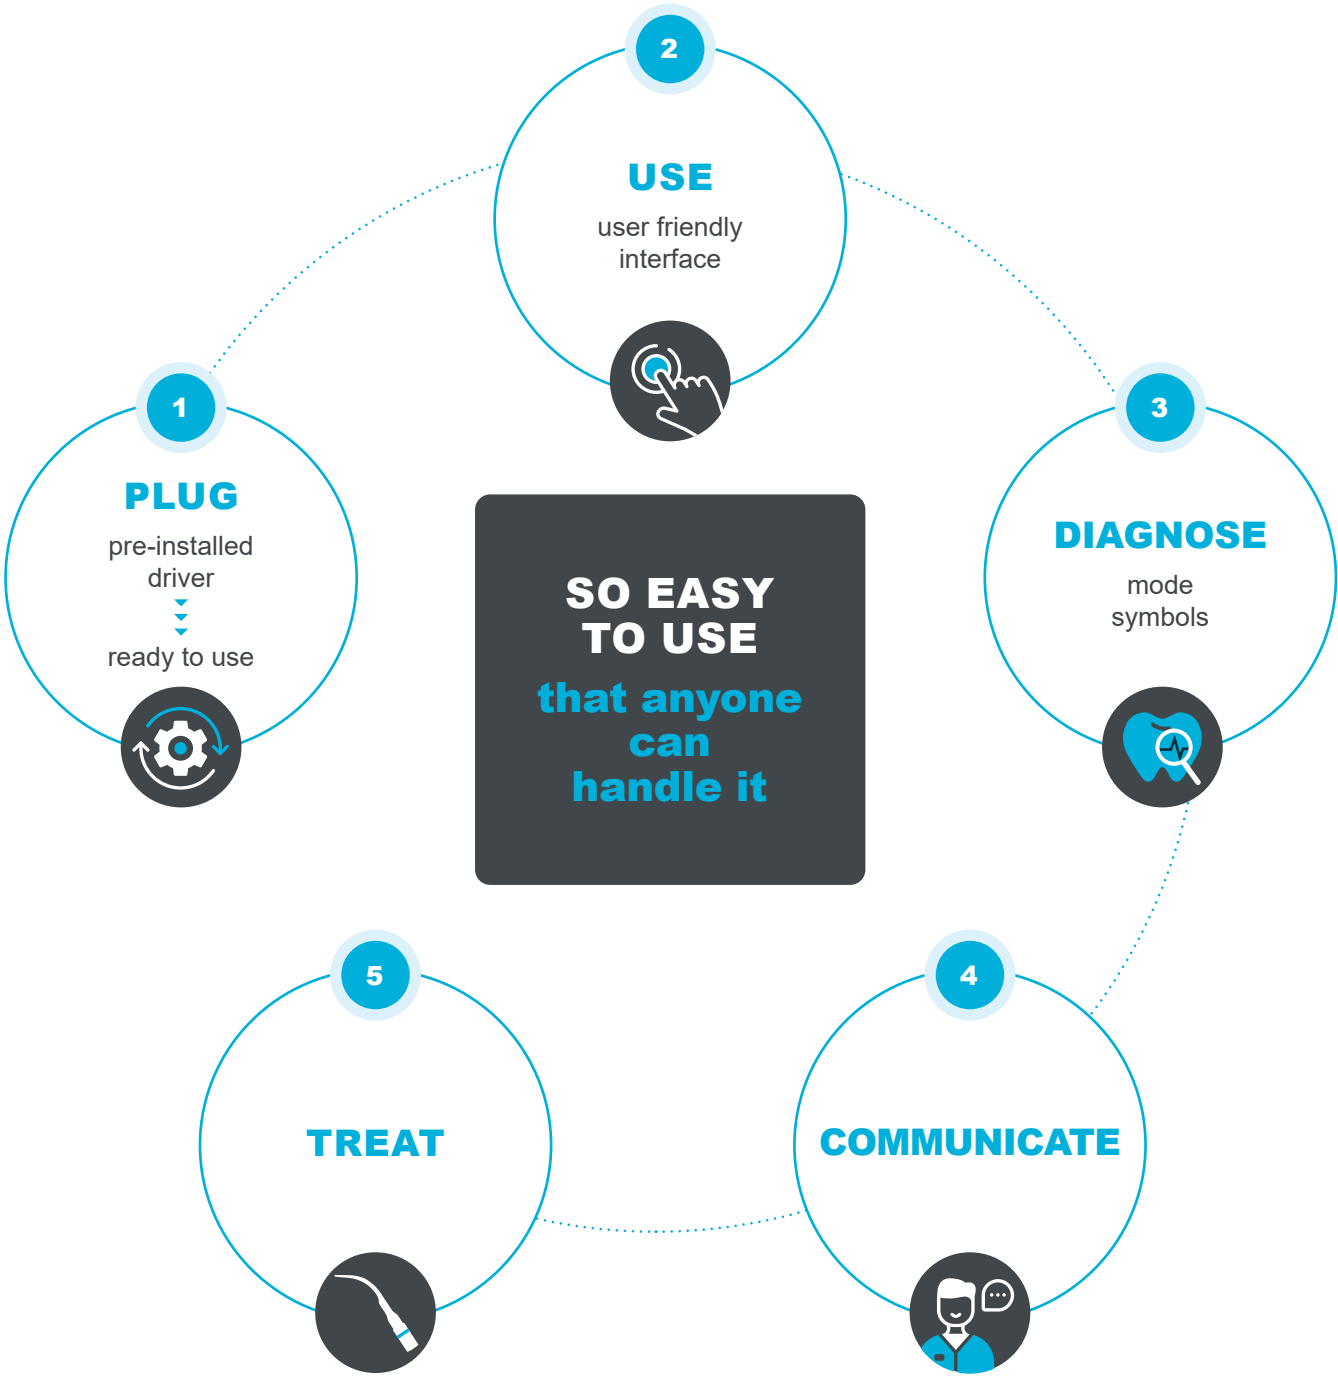 1
PLUG
pre-installed
driver
ready to use
2
USE
user friendly
interface
3
DIAGNOSE
mode
symbols
SO EASY
TO USE
that anyone
can
handle it
4
COMMUNICATE
5
TREAT